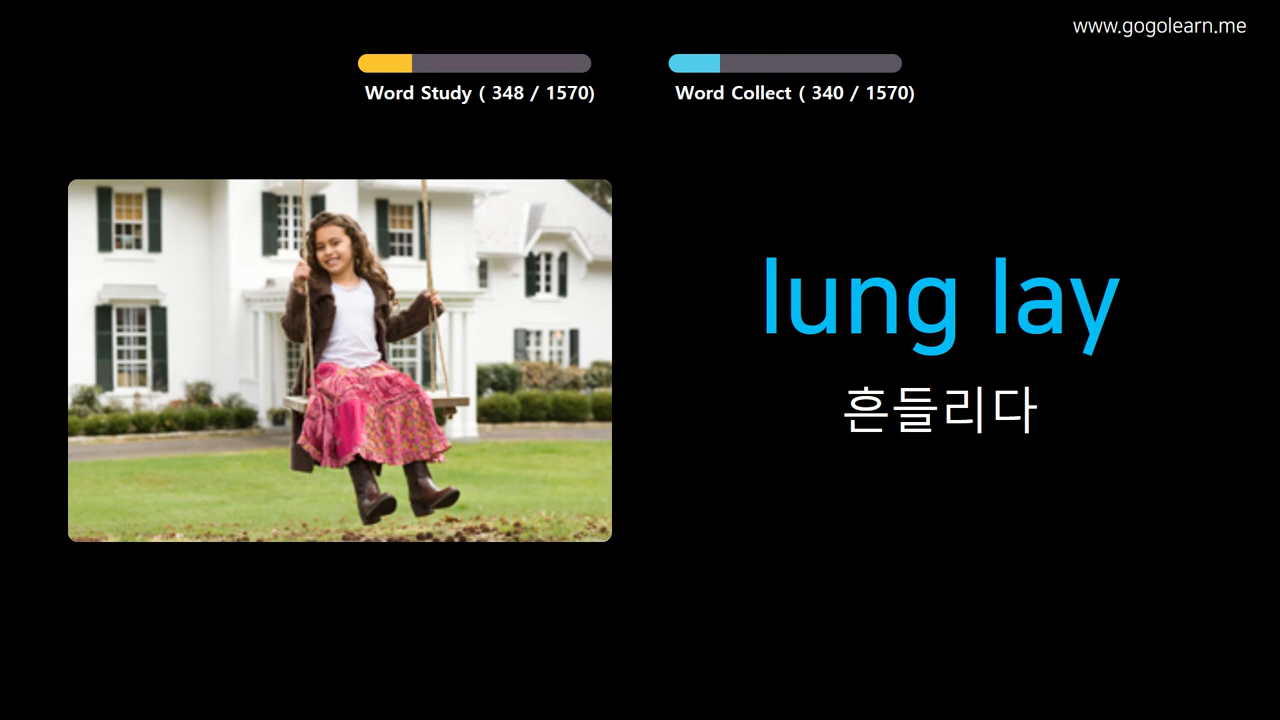 www.gogolearn.me
Word Study ( 348 / 1570)
Word Collect ( 340 / 1570)
lung lay
흔들리다